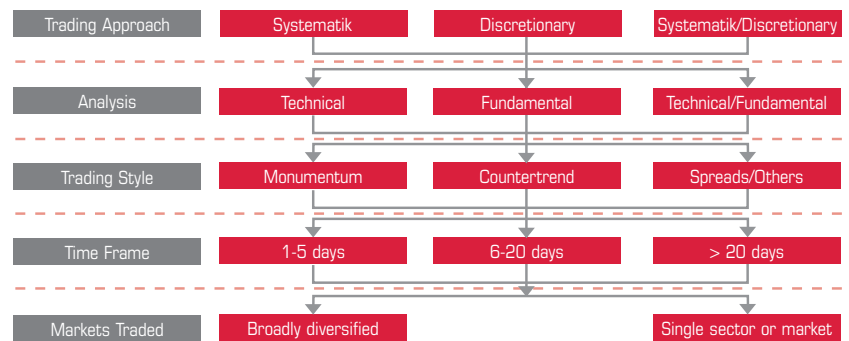 Trading Approach Systematik Discretionary Systematik/Discretionary
Analysis Technical Fundamental Technical/Fundamental
Trading Style Monumentum Countertrend Spreads/Others
Time Frame 1-5 days 6-20 days > 20 days
Markets Traded Broadly diversified Single sector or market